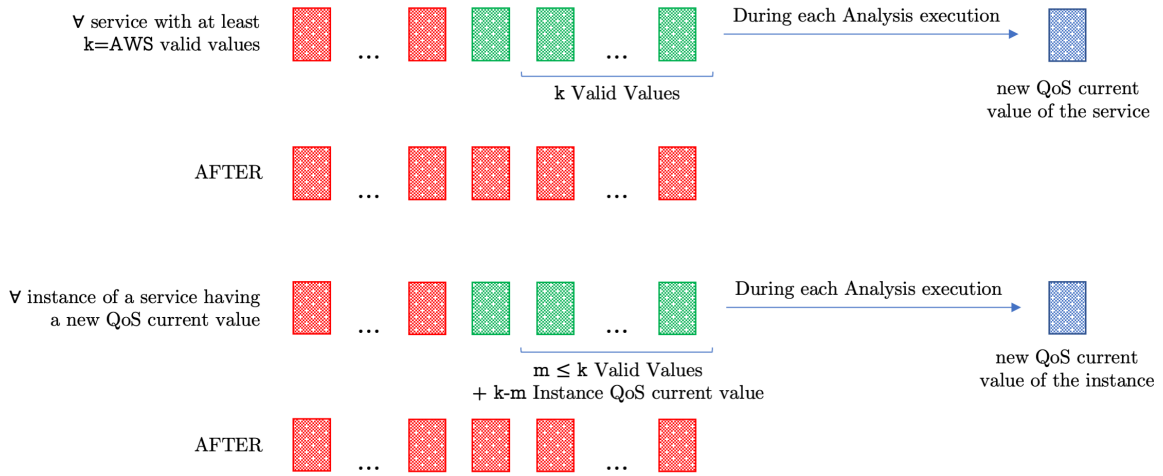 ∀ service with at least
k=AWS valid values
...
...
During each Analysis execution
k Valid Values
new QoS current
value of the service
AFTER
...
...
∀ instance of a service having
a new QoS current value
...
...
During each Analysis execution
m ≤ k Valid Values
+ k-m Instance QoS current value
new QoS current
value of the instance
AFTER
...
...